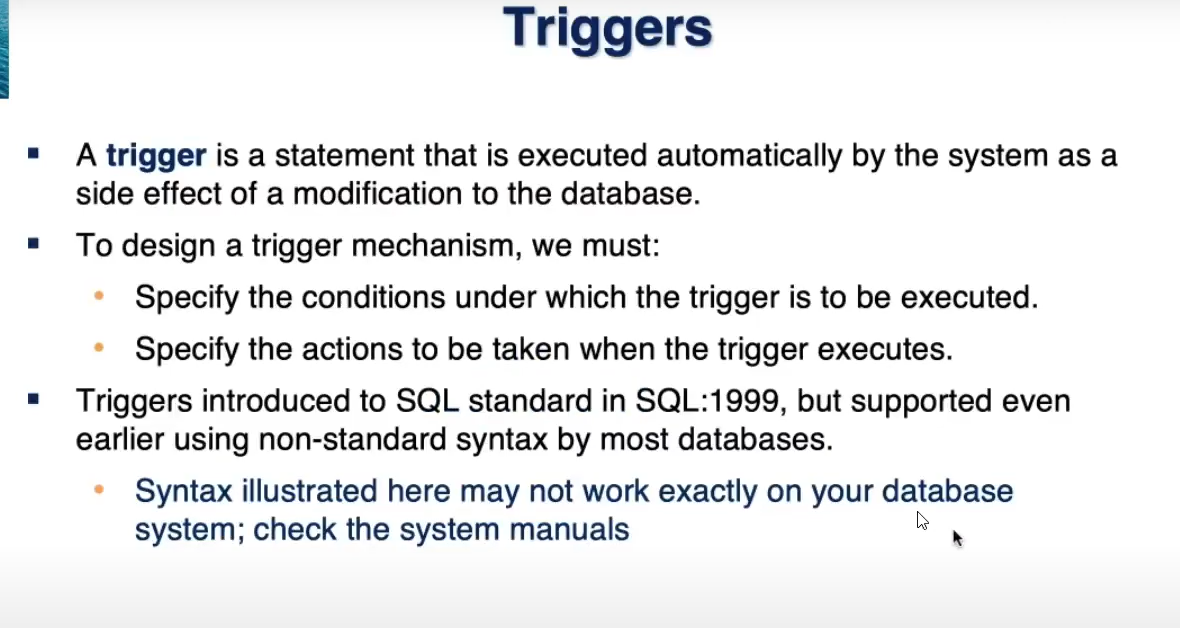 Triggers
A trigger is a statement that is executed automatically by the system as a
side effect of a modification to the database.
To design a trigger mechanism, we must:
Specify the conditions under which the trigger is to be executed.
Specify the actions to be taken when the trigger executes.
Triggers introduced to SQL standard in SQL:1999, but supported even
earlier using non-standard syntax by most databases.
Syntax illustrated here may not work exactly on your database
system; check the system manuals